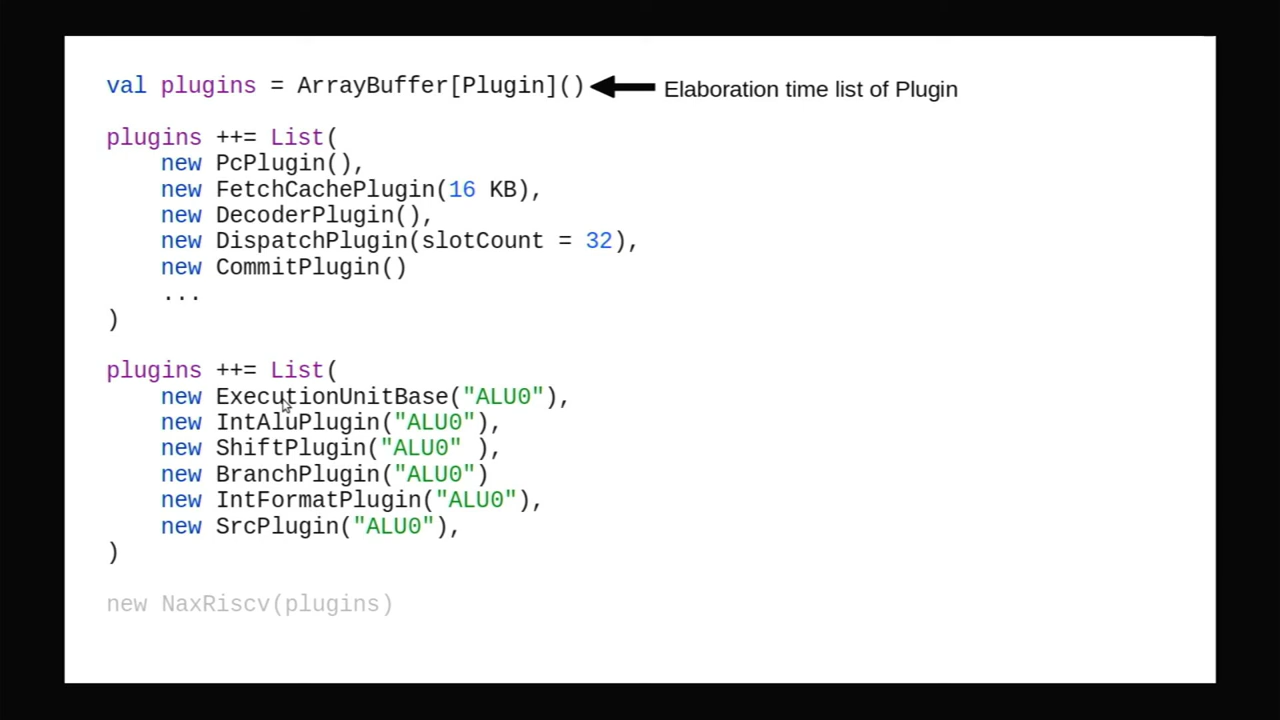 val plugins = ArrayBuffer[Plugin]() Elaboration time list of Plugin
plugins ++= List(
new PcPlugin(),
new FetchCachePlugin(16 KB),
new DecoderPlugin(),
new DispatchPlugin(slotCount = 32),
new CommitPlugin()
...
)
plugins ++= List(
new ExecutionUnitBase("ALU0"),
new IntAluPlugin("ALU0"),
new ShiftPlugin("ALU0" ),
new BranchPlugin("ALU0")
new IntFormatPlugin("ALU0"),
new SrcPlugin("ALU0"),
)
new NaxRiscv(plugins)